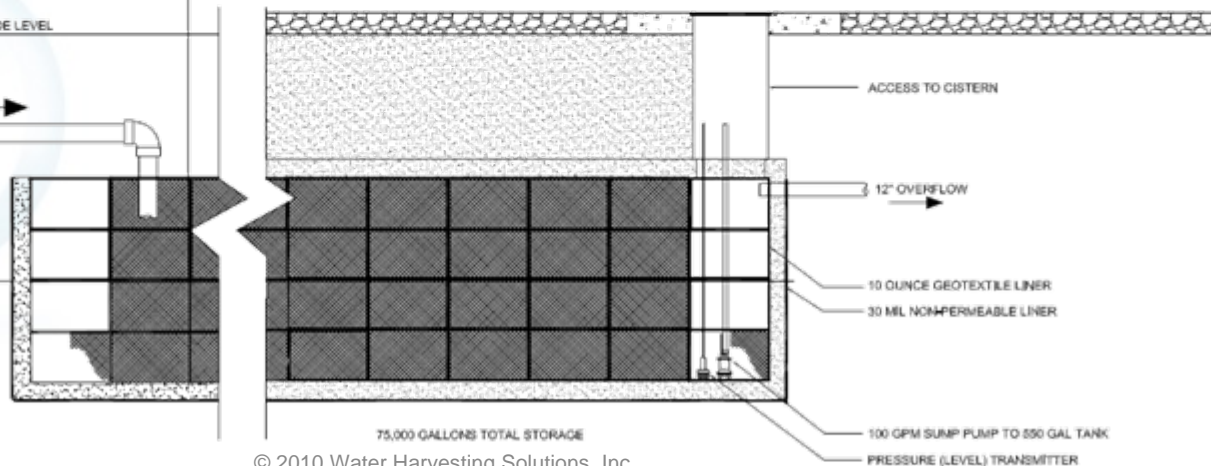 LEVEL
ACCESS TO CISTERN
12" OVERFLOW
10 OUNCE GEOTEXTILE LINER
30 MIL NON-PERMEABLE LINER
75,000 GALLONS TOTAL STORAGE
100 GPM SUMP PUMP TO 550 GAL TANK
PRESSURE (LEVEL) TRANSMITTER
© 2010 Water Harvesting Solutions, Inc